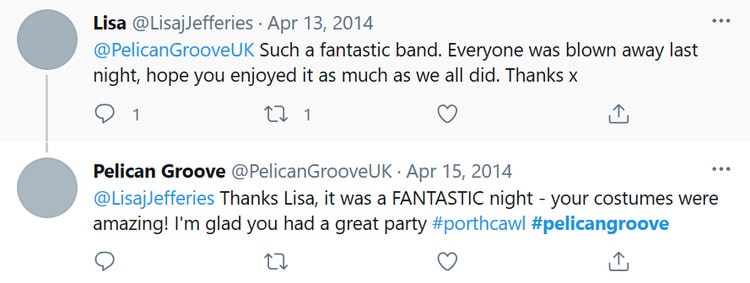 Lisa @LisajJefferies · Apr 13, 2014
@PelicanGrooveUK Such a fantastic band. Everyone was blown away last
night, hope you enjoyed it as much as we all did. Thanks x
1 1
Pelican Groove @PelicanGrooveUK · Apr 15, 2014
@LisajJefferies Thanks Lisa, it was a FANTASTIC night - your costumes were
amazing! I'm glad you had a great party #porthcawl #pelicangroove